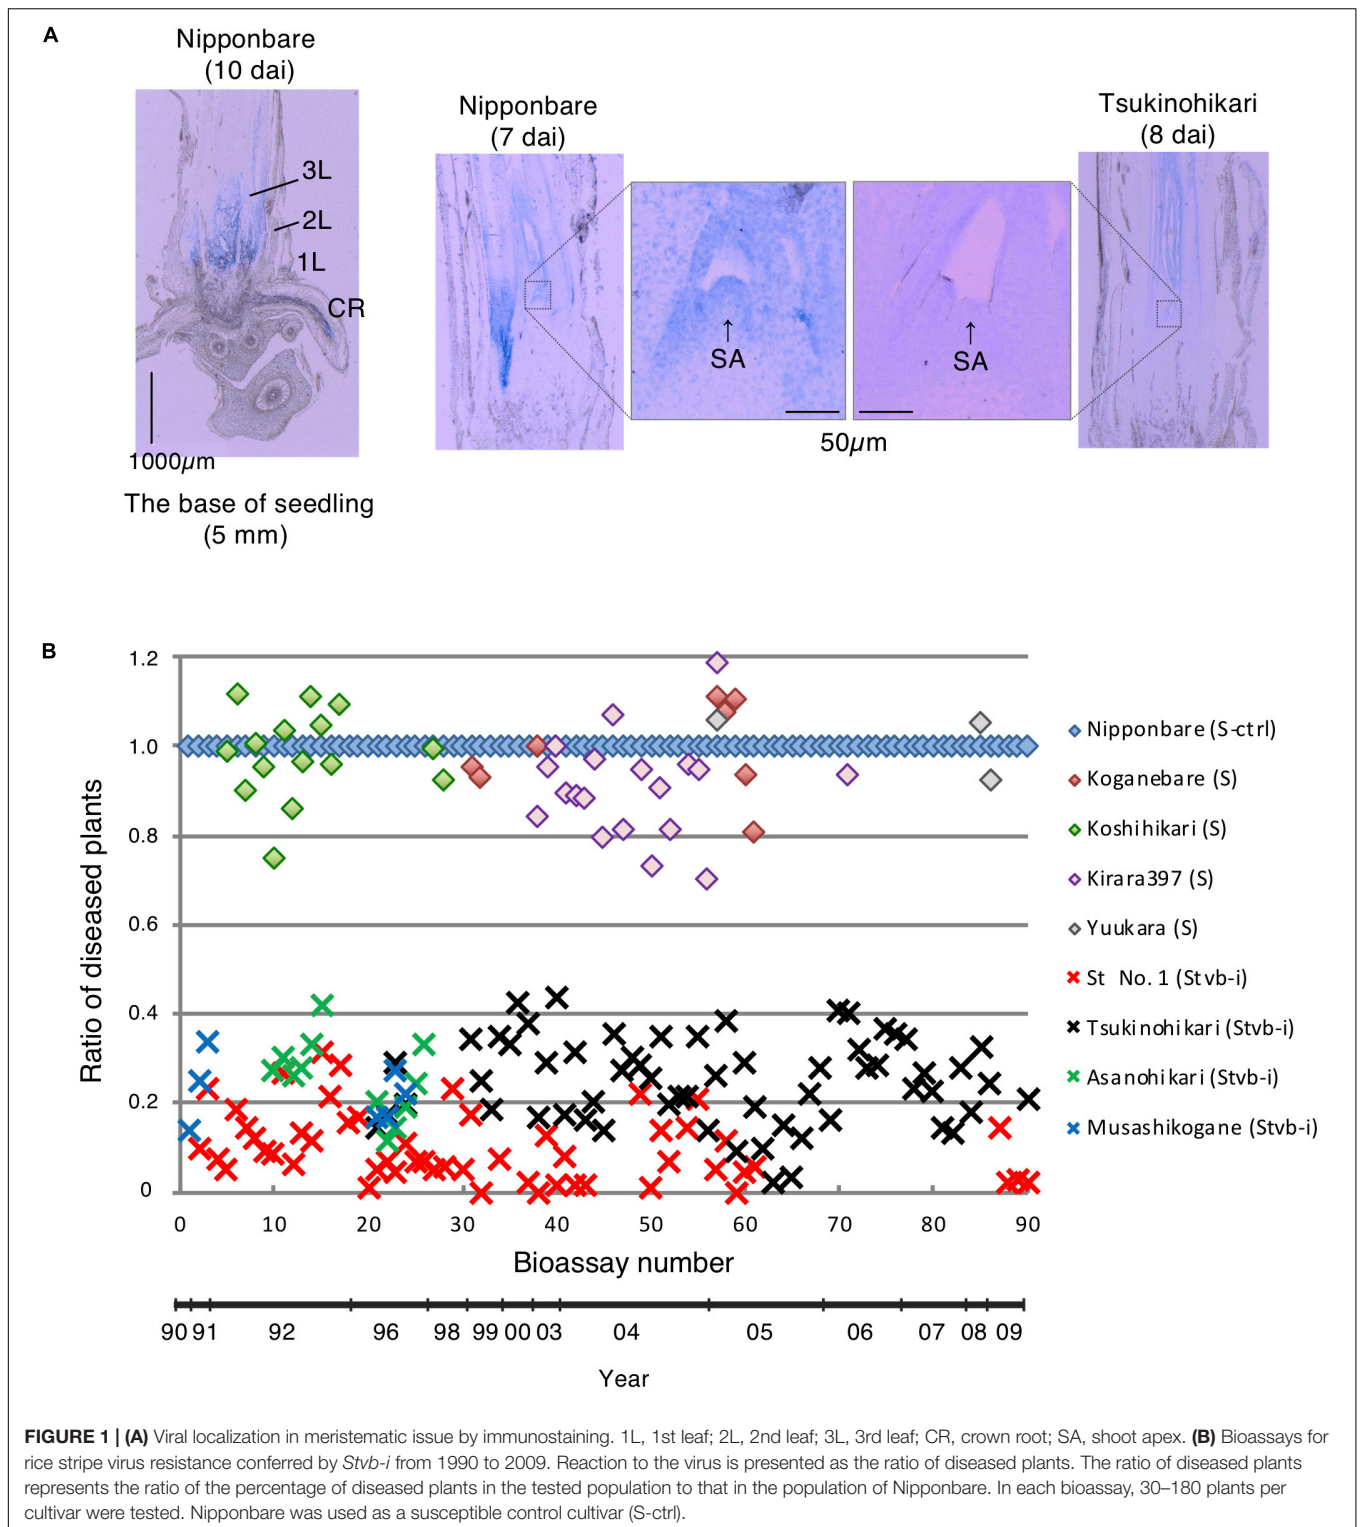 A
Nipponbare
(10 dai)
Nipponbare
(7 dai)
Tsukinohikari
(8 dai)
3L
2L
1L
CR
↑
SA
↑
SA
1000µm
50µm
The base of seedling
(5 mm)
B
Ratio of diseased plants
1.2
1.0
0.8
0.6
0.4
0.2
0
0 10 20 30 40 50 60 70 80 90
Bioassay number
90 91 92 96 98 99 00 03 04 05 06 07 08 09
Year
Nipponbare (S-ctrl)
Koganebare (S)
Koshihikari (S)
Kirara397 (S)
Yuukara (S)
St No. 1 (Stvb-i)
Tsukinohikari (Stvb-i)
Asanohikari (Stvb-i)
Musashikogane (Stvb-i)
FIGURE 1 | (A) Viral localization in meristematic issue by immunostaining. 1L, 1st leaf; 2L, 2nd leaf; 3L, 3rd leaf; CR, crown root; SA, shoot apex. (B) Bioassays for
rice stripe virus resistance conferred by Stvb-i from 1990 to 2009. Reaction to the virus is presented as the ratio of diseased plants. The ratio of diseased plants
represents the ratio of the percentage of diseased plants in the tested population to that in the population of Nipponbare. In each bioassay, 30–180 plants per
cultivar were tested. Nipponbare was used as a susceptible control cultivar (S-ctrl).